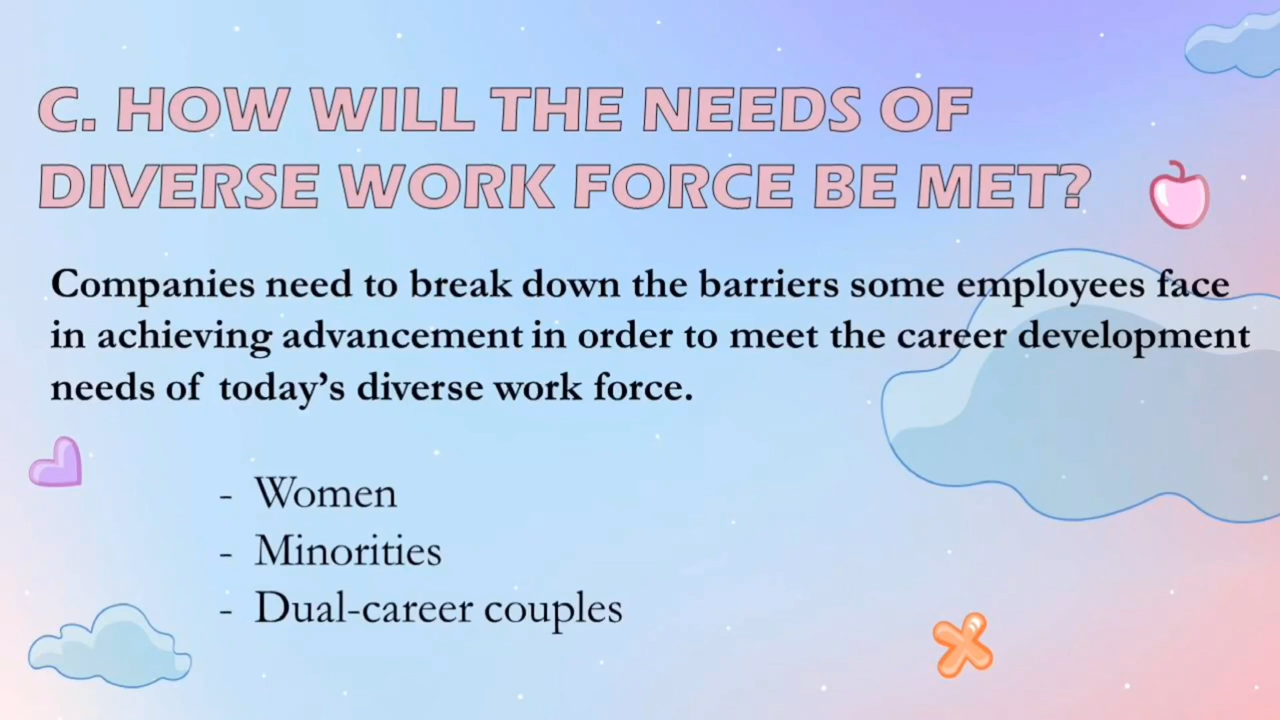 C. HOW WILL THE NEEDS OF
DIVERSE WORK FORCE BE MET?
Companies need to break down the barriers some employees face
in achieving advancement in order to meet the career development
needs of today's diverse work force.
- Women
- Minorities
- Dual-career couples